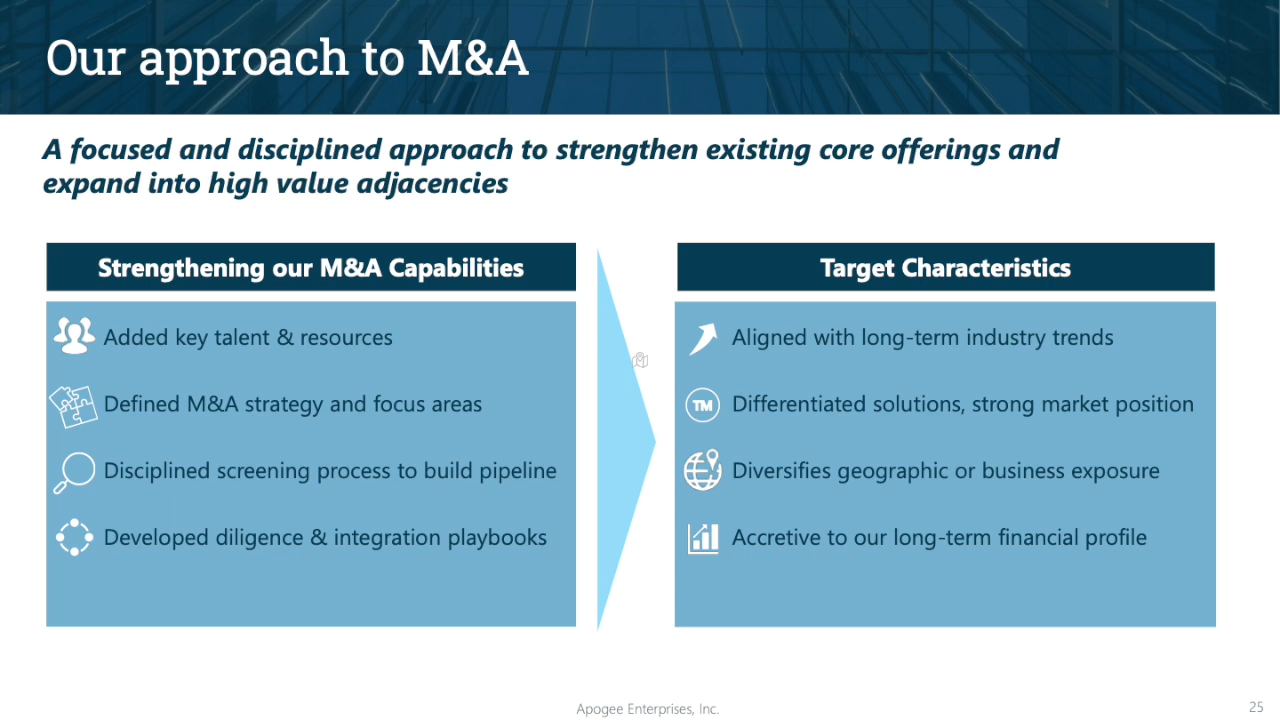 Our approach to M&A
A focused and disciplined approach to strengthen existing core offerings and
expand into high value adjacencies
Strengthening our M&A Capabilities
Added key talent & resources
Defined M&A strategy and focus areas
Disciplined screening process to build pipeline
Developed diligence & integration playbooks
Target Characteristics
Aligned with long-term industry trends
TM
Differentiated solutions, strong market position
Diversifies geographic or business exposure
Accretive to our long-term financial profile
Apogee Enterprises, Inc.
25